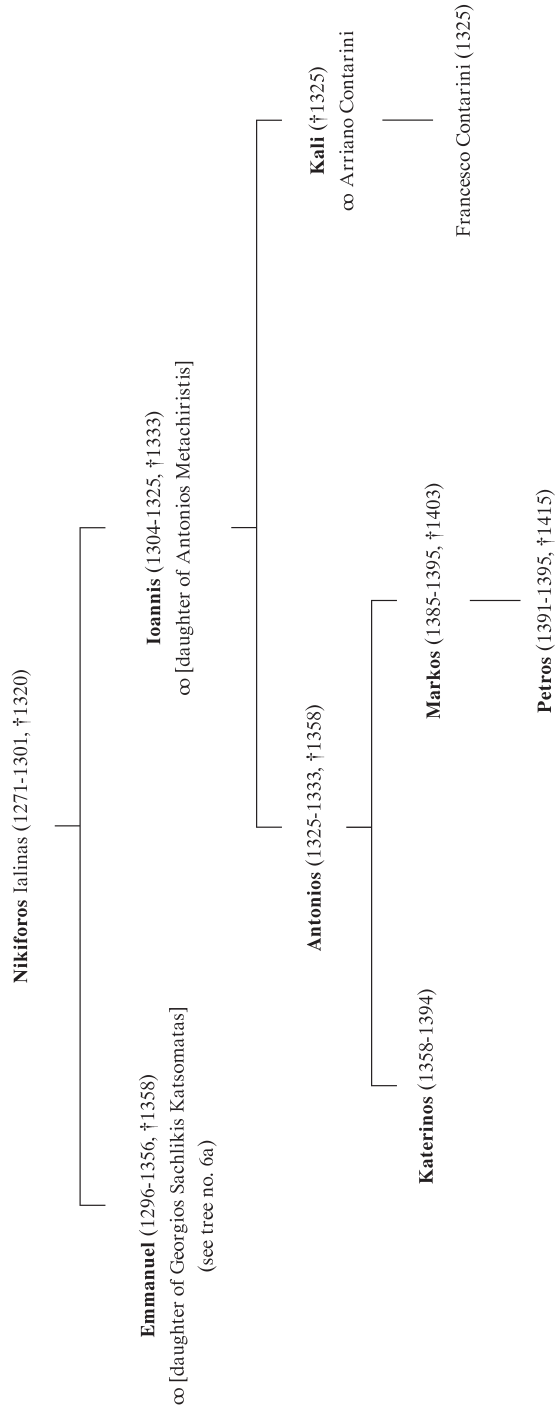 Nikiforos Ialinas (1271-1301, †1320)
Emmanuel (1296-1356, †1358)
ꝏ [daughter of Georgios Sachlikis Katsomatas]
(see tree no. 6a)
Ioannis (1304-1325, †1333)
ꝏ [daughter of Antonios Metachiristis]
Antonios (1325-1333, †1358)
Kali (†1325)
ꝏ Arriano Contarini
Katerinos (1358-1394)
Markos (1385-1395, †1403)
Francesco Contarini (1325)
Petros (1391-1395, †1415)